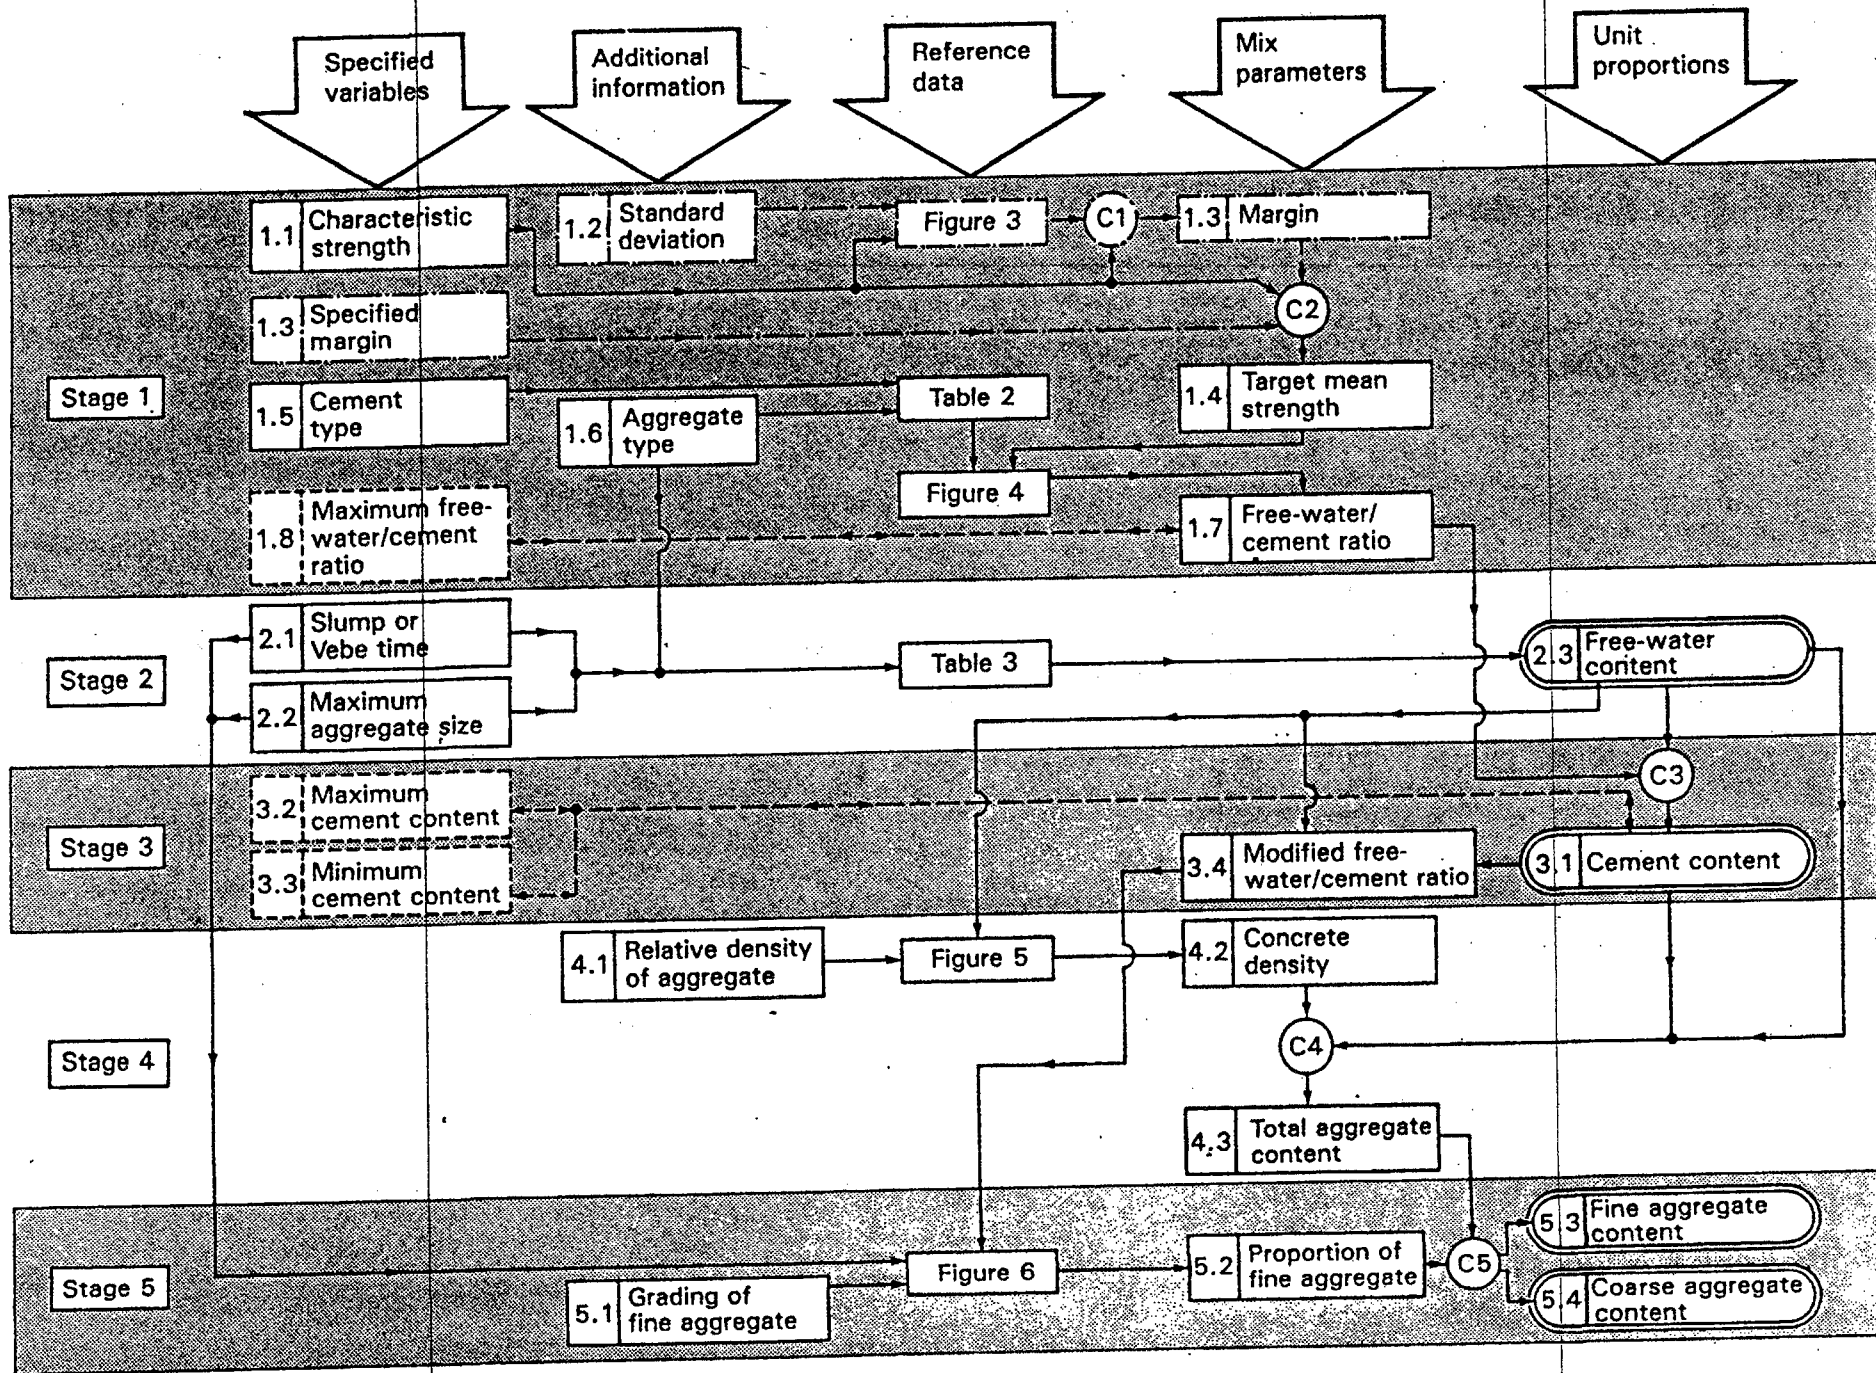 Specified
variables
Additional
information
Reference
data
Mix
parameters
Unit
proportions
Stage 1
1.1
Characteristic
strength
1.2
Standard
deviation
Figure 3
C1
1.3
Margin
1.3
Specified
margin
C2
1.5
Cement
type
1.6
Aggregate
type
Table 2
1.4
Target mean
strength
Figure 4
1.8
Maximum free-
water/cement
ratio
1.7
Free-water/
cement ratio
Stage 2
2.1
Slump or
Vebe time
2.2
Maximum
aggregate size
Table 3
2.3
Free-water
content
Stage 3
3.2
Maximum
cement content
3.3
Minimum
cement content
C3
3.4
Modified free-
water/cement ratio
3.1
Cement content
Stage 4
4.1
Relative density
of aggregate
Figure 5
4.2
Concrete
density
C4
4.3
Total aggregate
content
Stage 5
5.1
Grading of
fine aggregate
Figure 6
5.2
Proportion of
fine aggregate
C5
5.3
Fine aggregate
content
5.4
Coarse aggregate
content